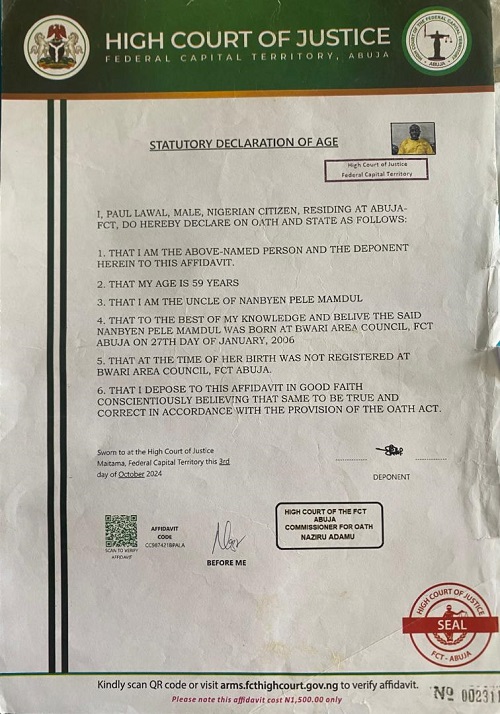 HIGH COURT OF JUSTICE
FEDERAL CAPITAL TERRITORY, ABUJA
STATUTORY DECLARATION OF AGE
High Court of Justice
Federal Capital Territory
I, PAUL LAWAL, MALE, NIGERIAN CITIZEN, RESIDING AT ABUJA-
FCT, DO HEREBY DECLARE ON OATH AND STATE AS FOLLOWS:
1. THAT I AM THE ABOVE-NAMED PERSON AND THE DEPONENT
HEREIN TO THIS AFFIDAVIT.
2. THAT MY AGE IS 59 YEARS
3. THAT I AM THE UNCLE OF NANBYEN PELE MAMDUL
4. THAT TO THE BEST OF MY KNOWLEDGE AND BELIVE THE SAID
NANBYEN PELE MAMDUL WAS BORN AT BWARI AREA COUNCIL, FCT
ABUJA ON 27TH DAY OF JANUARY, 2006
5. THAT AT THE TIME OF HER BIRTH WAS NOT REGISTERED AT
BWARI AREA COUNCIL, FCT ABUJA.
6. THAT I DEPOSE TO THIS AFFIDAVIT IN GOOD FAITH
CONSCIENTIOUSLY BELIEVING THAT SAME TO BE TRUE AND
CORRECT IN ACCORDANCE WITH THE PROVISION OF THE OATH ACT.
Sworn to at the High Court of Justice
Maitama, Federal Capital Territory this 3rd
day of October 2024
DEPONENT
SCAN TO VERIFY
AFFIDAVIT
AFFIDAVIT
CODE
BEFORE ME
HIGH COURT OF THE FCT
ABUJA
COMMISSIONER FOR OATH
NAZIRU ADAMU
HIGH COURT OF JUSTICE
SEAL
FCT - ABUJA
Kindly scan QR code or visit arms.fcthighcourt.gov.ng to verify affidavit.
Please note this affidavit cost N1,500.00 only